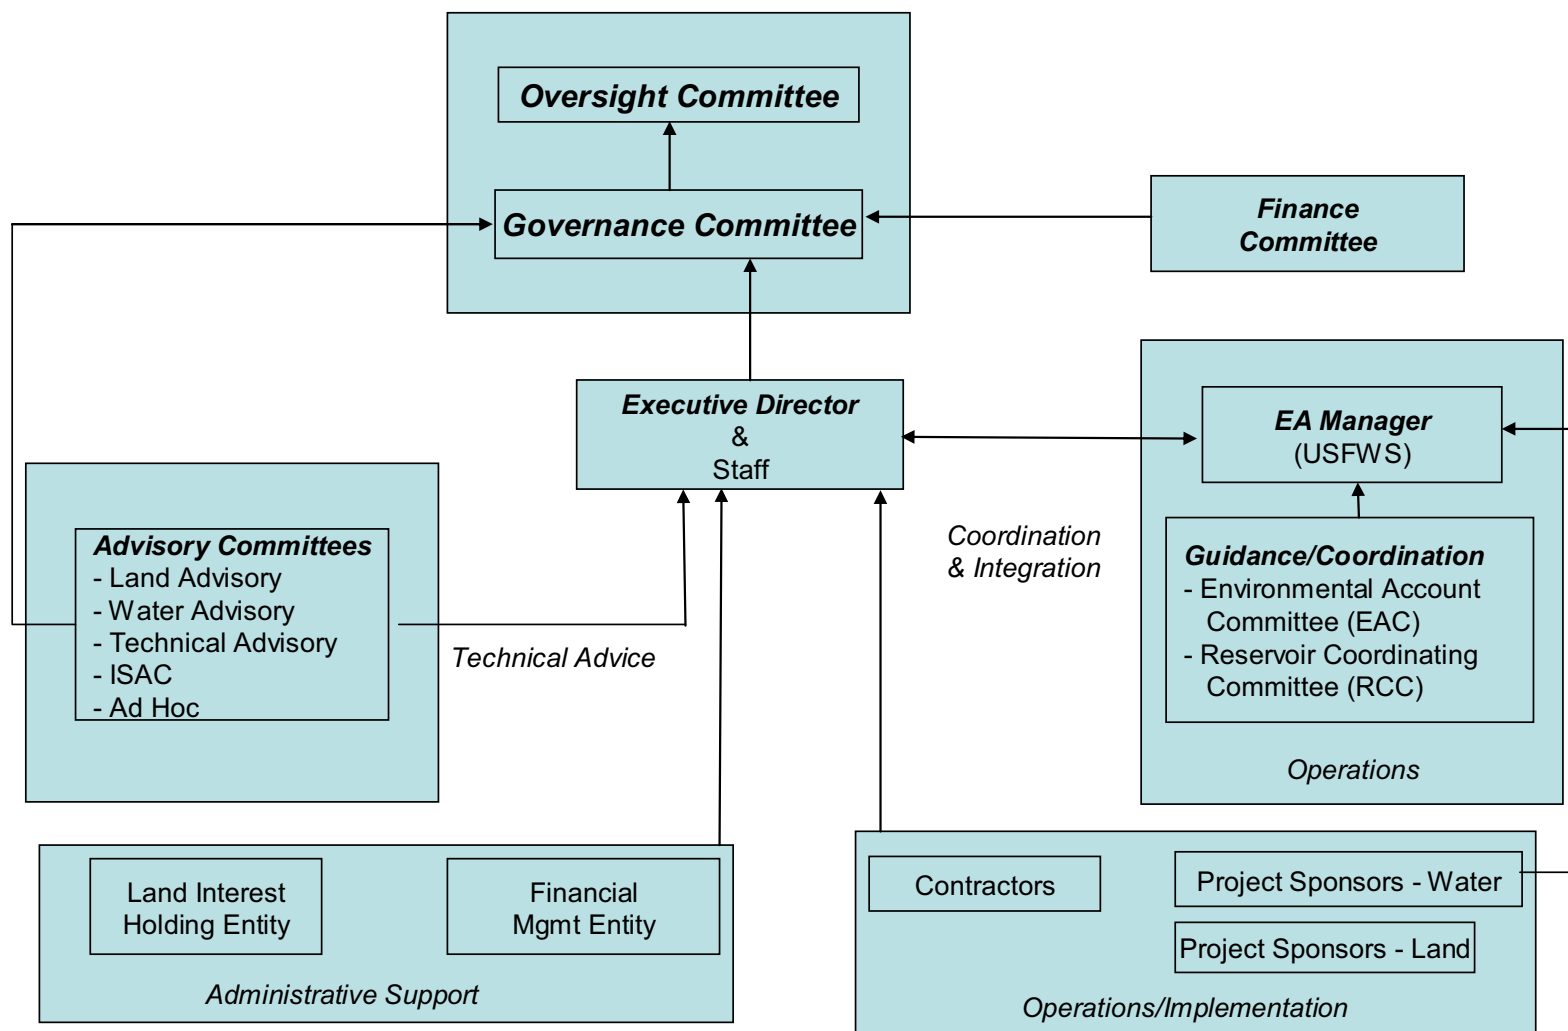 Oversight Committee
Governance Committee
Finance
Committee
Executive Director
&
Staff
EA Manager
(USFWS)
Advisory Committees
- Land Advisory
- Water Advisory
- Technical Advisory
- ISAC
- Ad Hoc
Technical Advice
Coordination
& Integration
Guidance/Coordination
- Environmental Account
Committee (EAC)
- Reservoir Coordinating
Committee (RCC)
Operations
Land Interest
Holding Entity
Financial
Mgmt Entity
Administrative Support
Contractors
Project Sponsors - Water
Project Sponsors - Land
Operations/Implementation